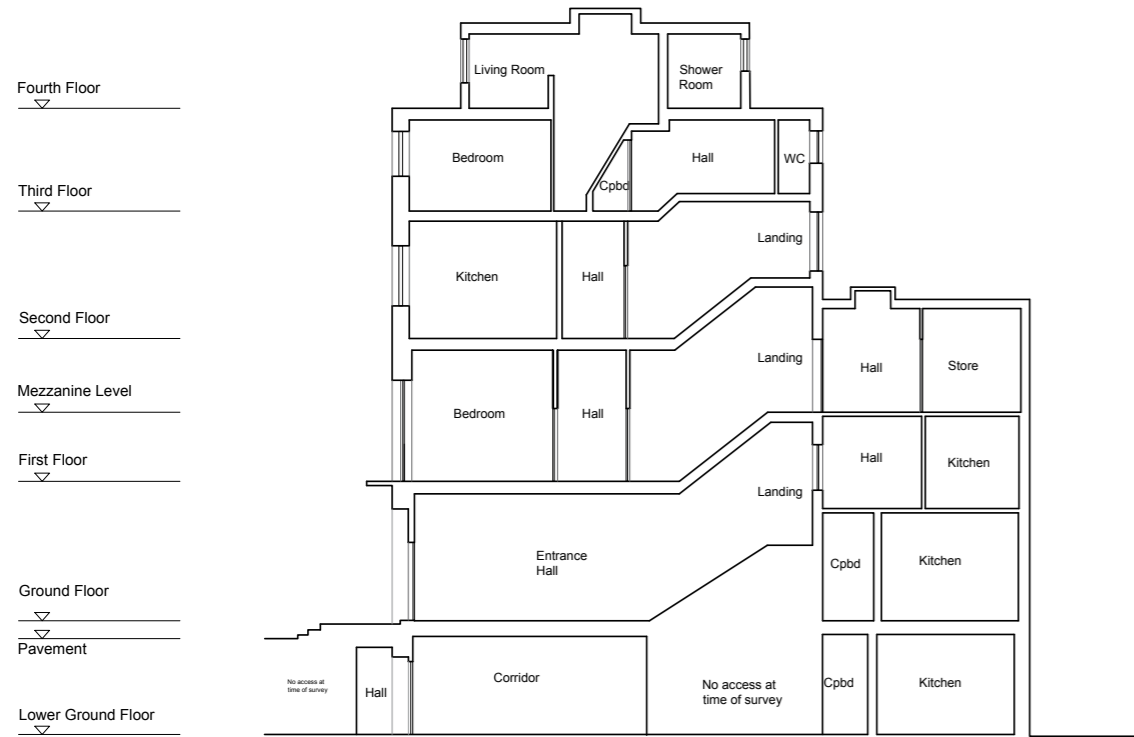 Living Room
Shower
Room
Fourth Floor
Bedroom
Hall
WC
Cpbd
Third Floor
Landing
Kitchen
Hall
Second Floor
Landing
Hall
Store
Mezzanine Level
Bedroom
Hall
First Floor
Hall
Kitchen
Landing
Entrance
Hall
Cpbd
Kitchen
Ground Floor
Pavement
No access at
time of survey
Hall
Corridor
No access at
time of survey
Cpbd
Kitchen
Lower Ground Floor